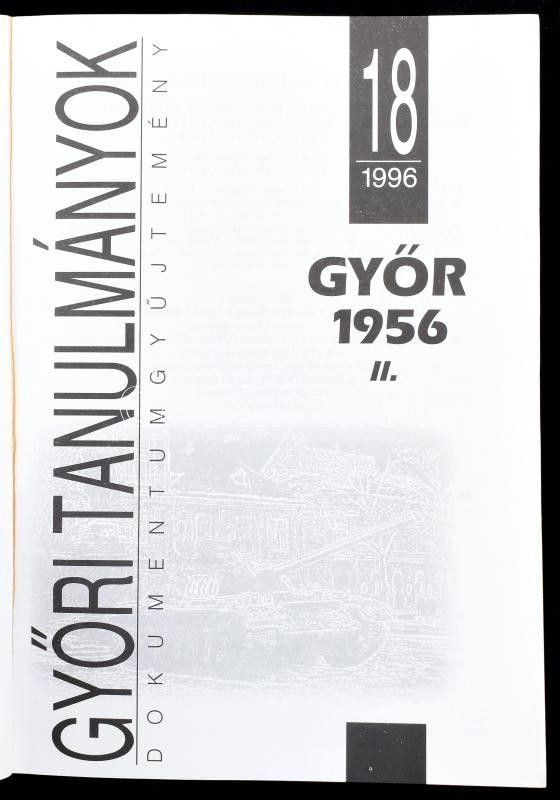 GYŐRI TANULMÁNYOK
DOKUMENTUMGYŰJTEMÉNY
18
1996
GYŐR
1956
II.